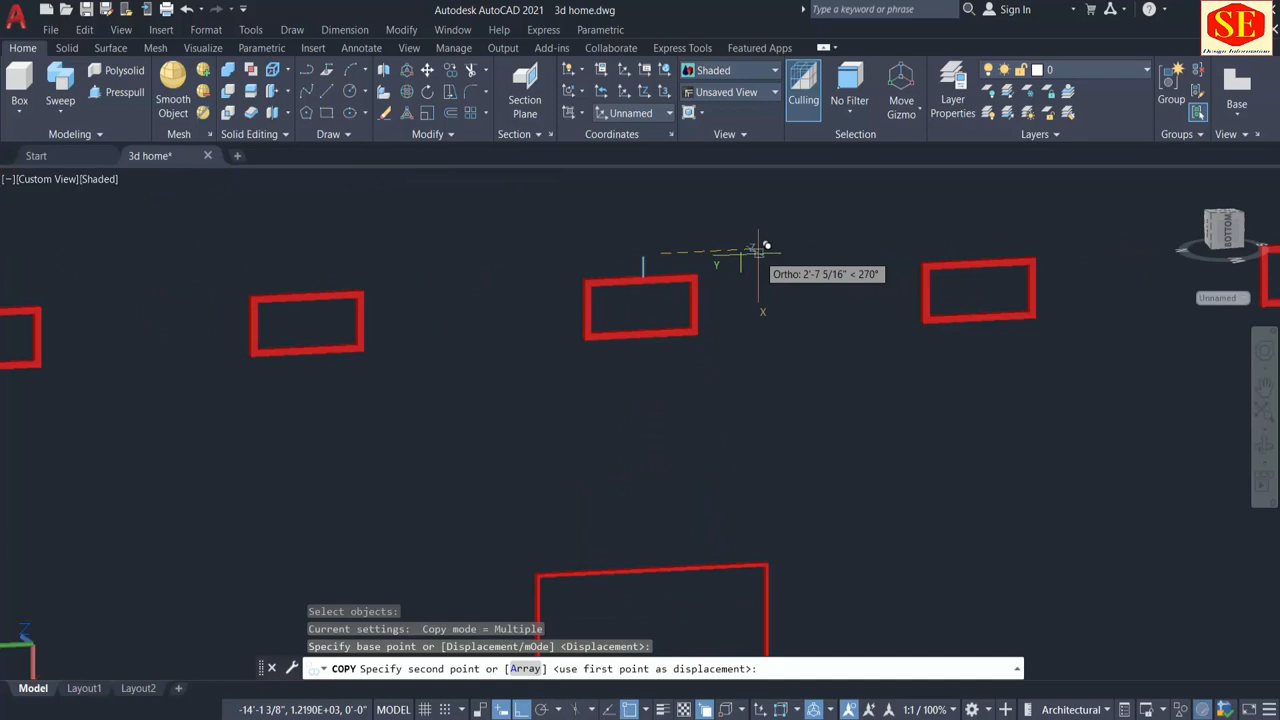 Autodesk AutoCAD 2021 3d home.dwg
Type a keyword or phrase
Sign In
SE
Design Information
File Edit View Insert Format Tools Draw Dimension Modify Window Help Express Parametric
Home Solid Surface Mesh Visualize Parametric Insert Annotate View Manage Output Add-ins Collaborate Express Tools Featured Apps
Polysolid
Presspull
Box Sweep
Smooth Object
Section Plane
Unnamed
Shaded
Unsaved View
Culling No Filter Move Gizmo
Layer Properties
0
Group
Base
Modeling Mesh Solid Editing Draw Modify Section Coordinates View Selection Layers Groups View
Start 3d home*
[−][Custom View][Shaded]
BOTTOM
Unnamed
Y
Z
X
Ortho: 2'-7 5/16" < 270°
Z
Select objects:
Current settings: Copy mode = Multiple
Specify base point or [Displacement/mOde] <Displacement>:
COPY Specify second point or [Array] <use first point as displacement>:
Model Layout1 Layout2
-14'-1 3/8", 1.2190E+03, 0'-0" MODEL 1:1 / 100% Architectural